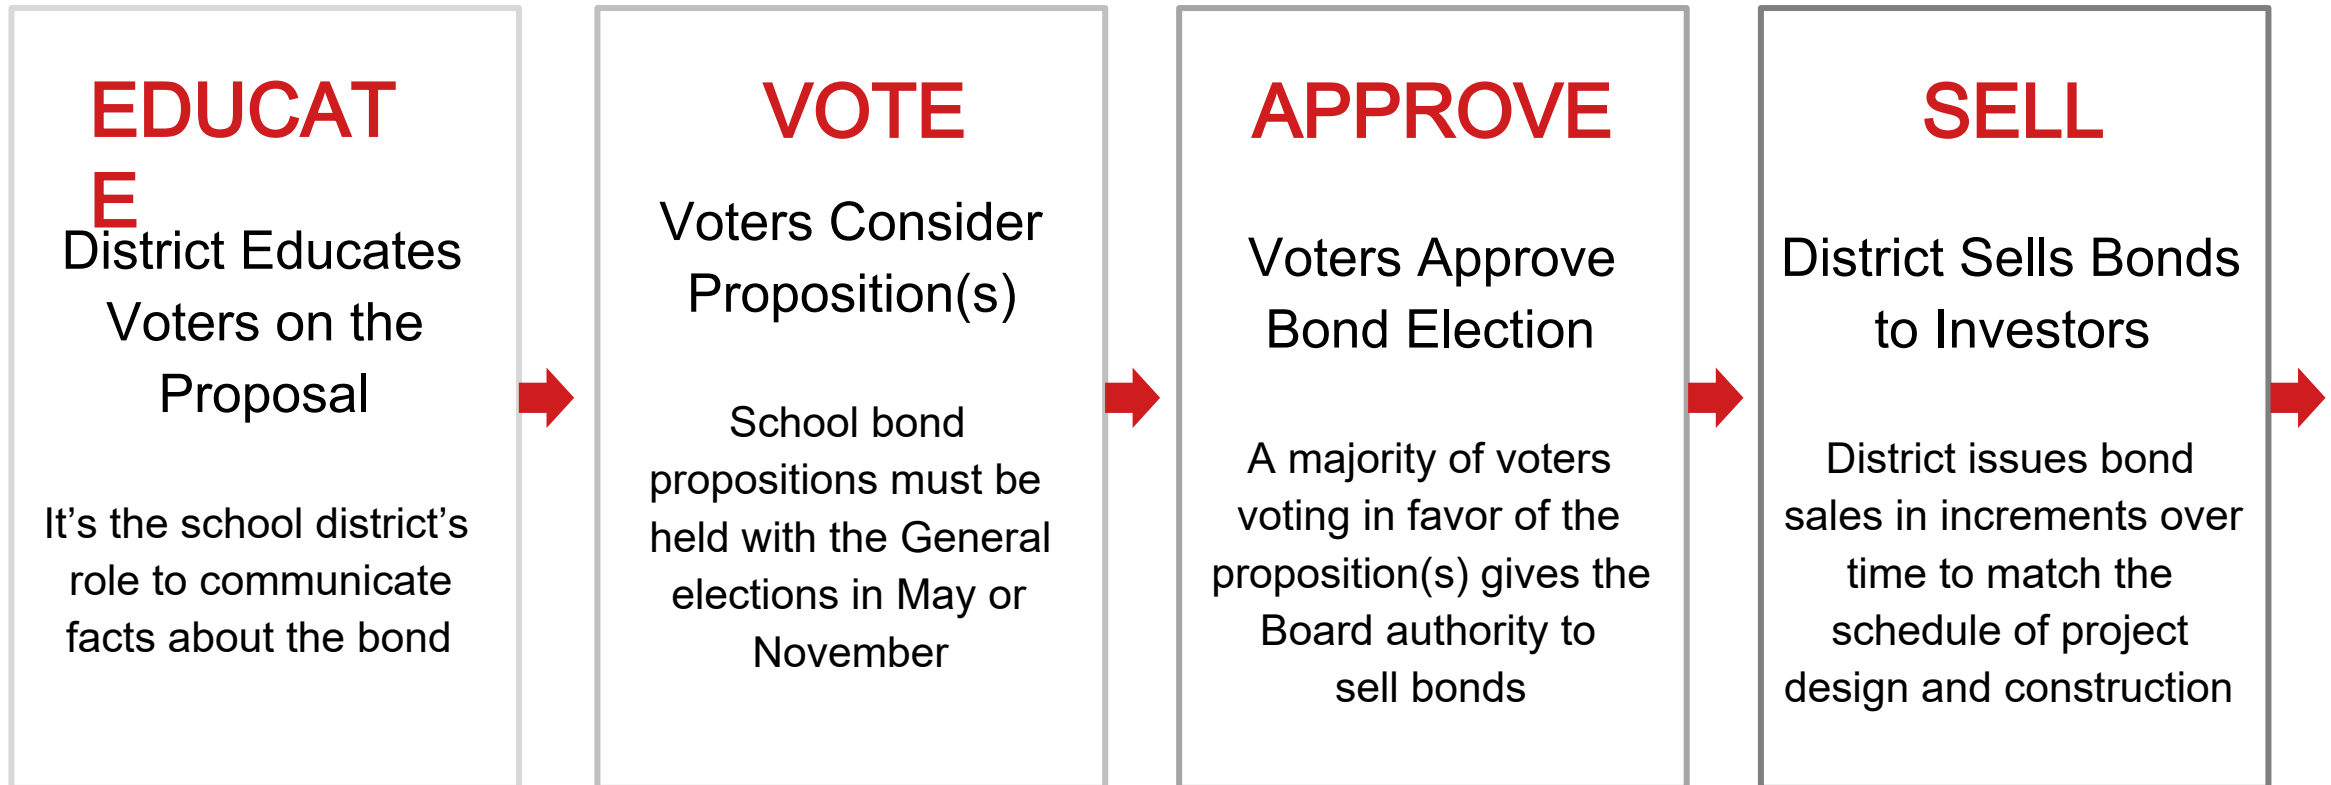 EDUCAT
E
District Educates
Voters on the
Proposal
It’s the school district’s
role to communicate
facts about the bond
VOTE
Voters Consider
Proposition(s)
School bond
propositions must be
held with the General
elections in May or
November
APPROVE
Voters Approve
Bond Election
A majority of voters
voting in favor of the
proposition(s) gives the
Board authority to
sell bonds
SELL
District Sells Bonds
to Investors
District issues bond
sales in increments over
time to match the
schedule of project
design and construction